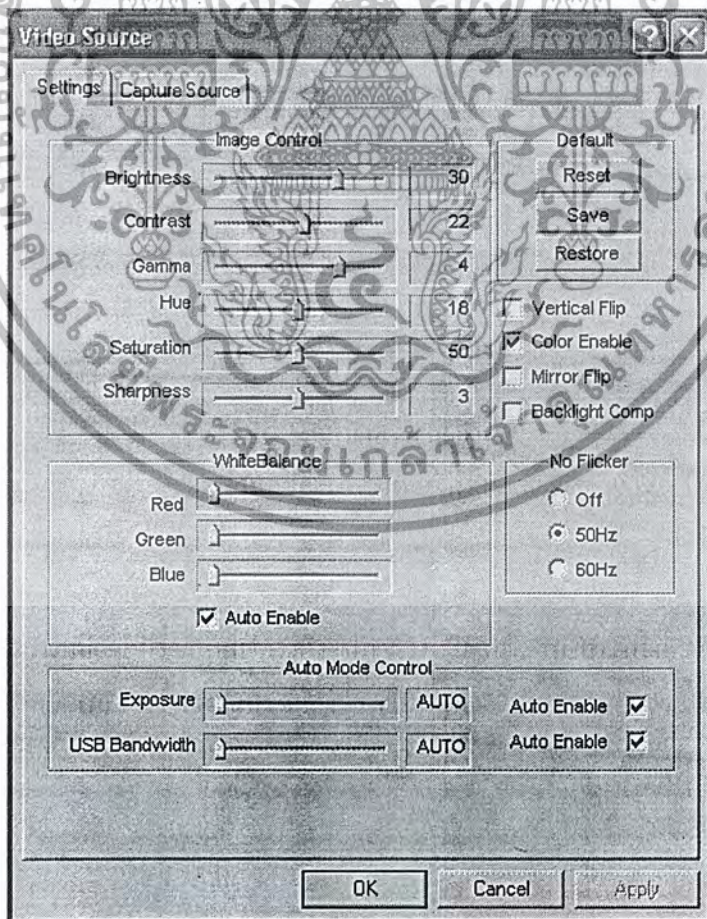 Video Source
Settings Capture Source
Image Control
Brightness 30
Contrast 22
Gamma 4
Hue 18
Saturation 50
Sharpness 3
Default
Reset
Save
Restore
Vertical Flip
Color Enable
Mirror Flip
Backlight Comp
WhiteBalance
Red
Green
Blue
Auto Enable
No Flicker
Off
50Hz
60Hz
Auto Mode Control
Exposure AUTO Auto Enable
USB Bandwidth AUTO Auto Enable
OK Cancel Apply